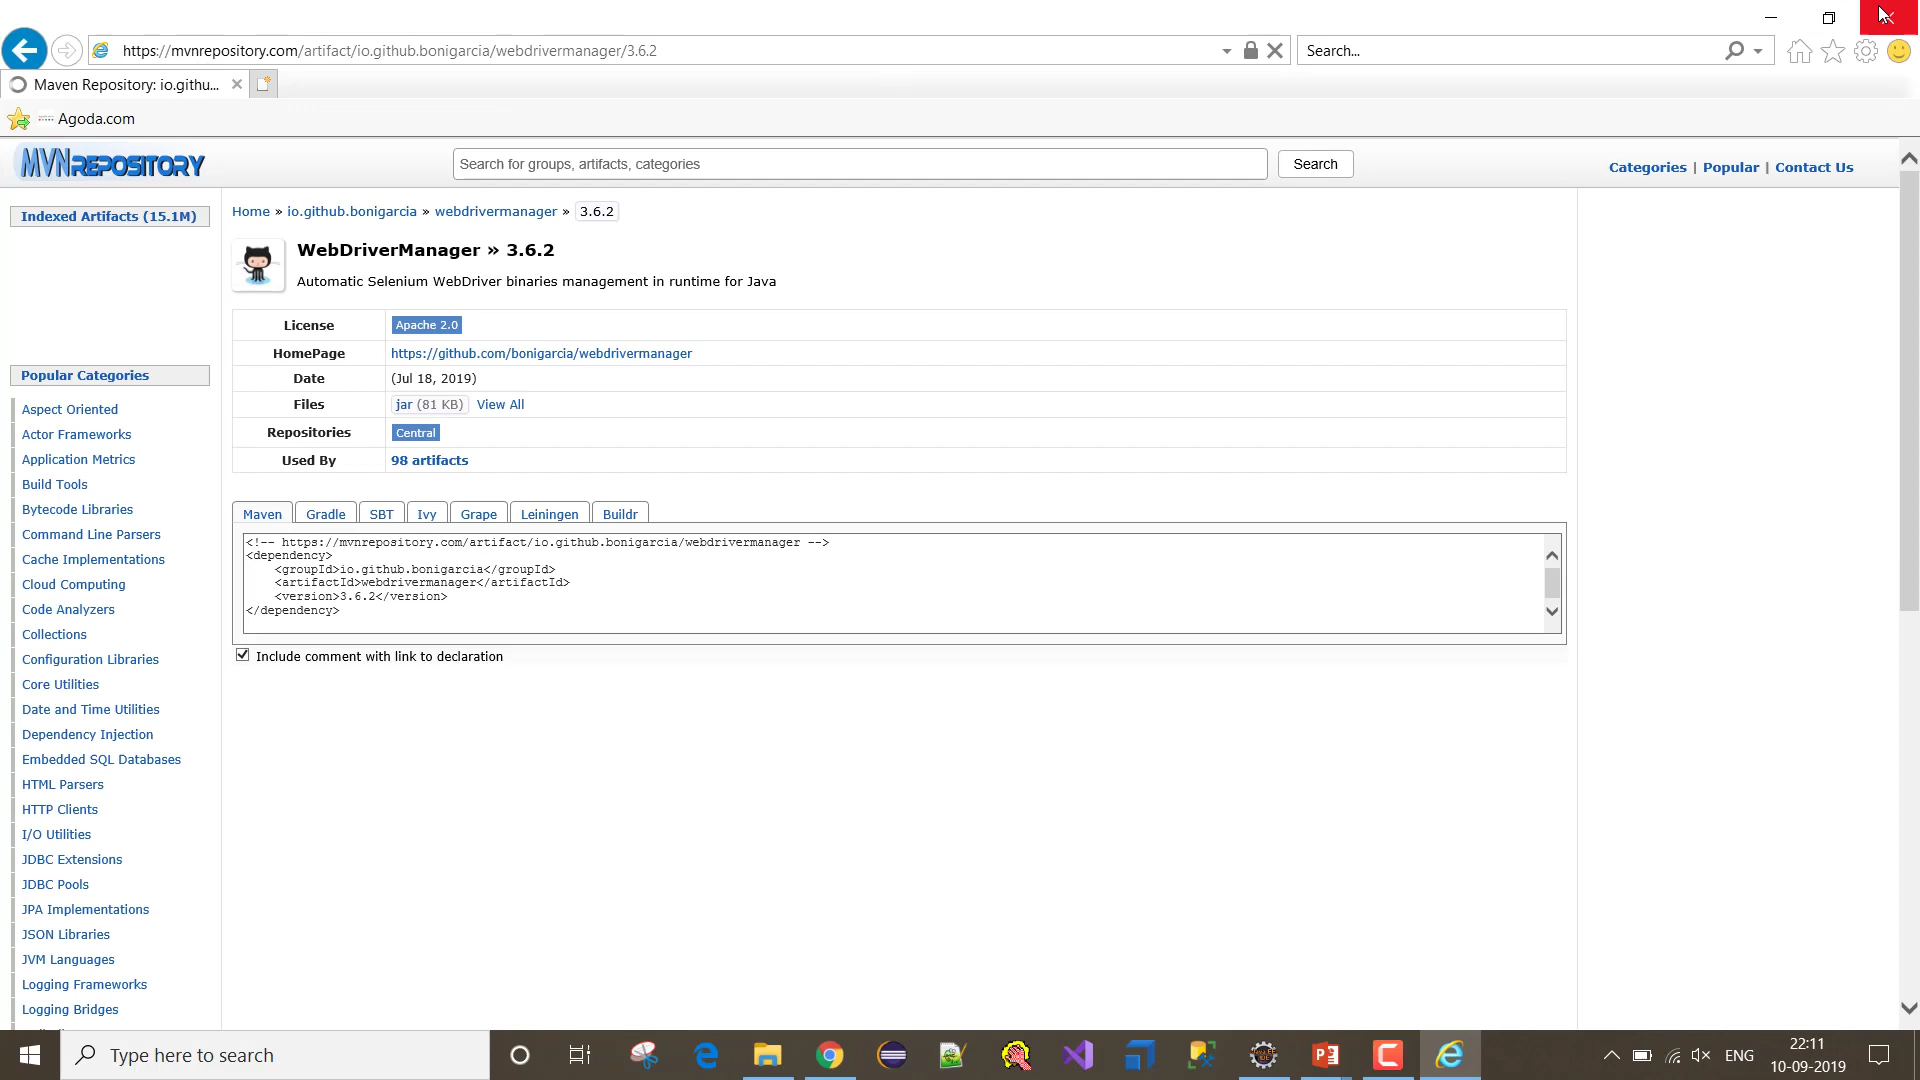 https://mvnrepository.com/artifact/io.github.bonigarcia/webdrivermanager/3.6.2
Search...
Maven Repository: io.githu...
Agoda.com
MVNREPOSITORY
Search for groups, artifacts, categories
Search
Categories | Popular | Contact Us
Indexed Artifacts (15.1M)
Home » io.github.bonigarcia » webdrivermanager » 3.6.2
WebDriverManager » 3.6.2
Automatic Selenium WebDriver binaries management in runtime for Java
License Apache 2.0
HomePage https://github.com/bonigarcia/webdrivermanager
Date (Jul 18, 2019)
Files jar (81 KB) View All
Repositories Central
Used By 98 artifacts
Popular Categories
Aspect Oriented
Actor Frameworks
Application Metrics
Build Tools
Bytecode Libraries
Command Line Parsers
Cache Implementations
Cloud Computing
Code Analyzers
Collections
Configuration Libraries
Core Utilities
Date and Time Utilities
Dependency Injection
Embedded SQL Databases
HTML Parsers
HTTP Clients
I/O Utilities
JDBC Extensions
JDBC Pools
JPA Implementations
JSON Libraries
JVM Languages
Logging Frameworks
Logging Bridges
Maven Gradle SBT Ivy Grape Leiningen Buildr
<!-- https://mvnrepository.com/artifact/io.github.bonigarcia/webdrivermanager -->
<dependency>
<groupId>io.github.bonigarcia</groupId>
<artifactId>webdrivermanager</artifactId>
<version>3.6.2</version>
</dependency>
Include comment with link to declaration
Type here to search
ENG
22:11
10-09-2019